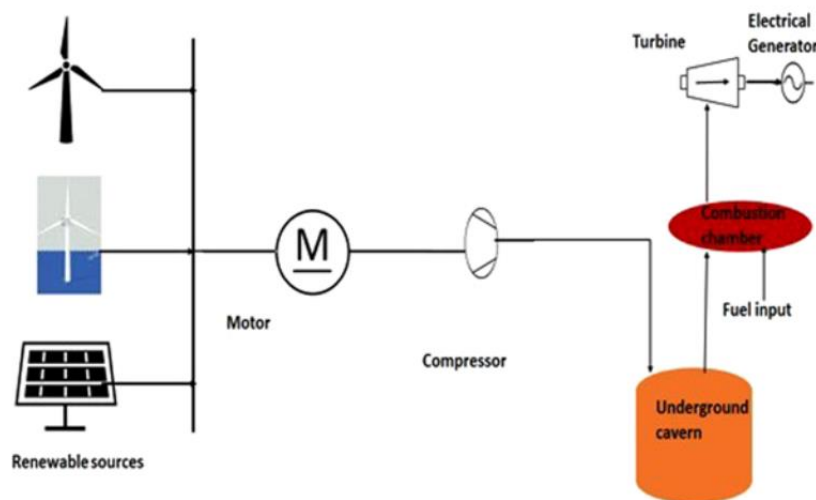 Electrical
Generator
Turbine
M
Combustion
chamber
Motor
Fuel input
Compressor
Underground
cavern
Renewable sources